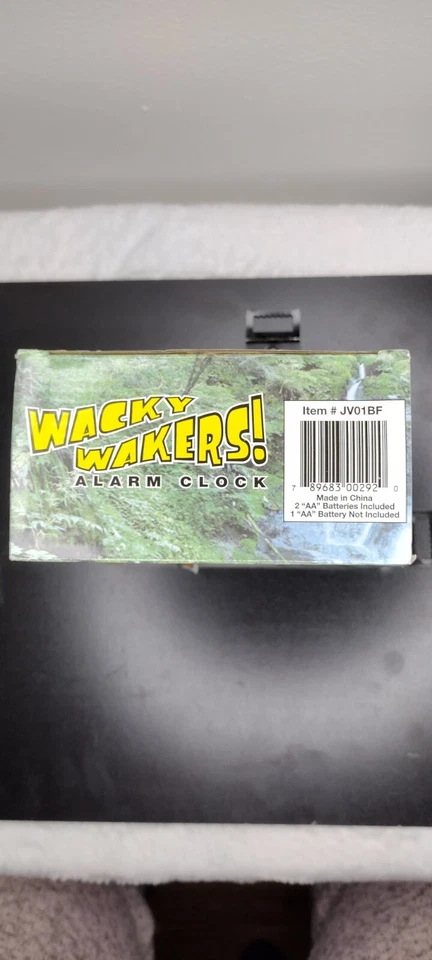 WACKY
WAKERS!
ALARM CLOCK
Item # JV01BF
7 89683 00292 0
Made in China
2 "AA" Batteries Included
1 "AA" Battery Not Included